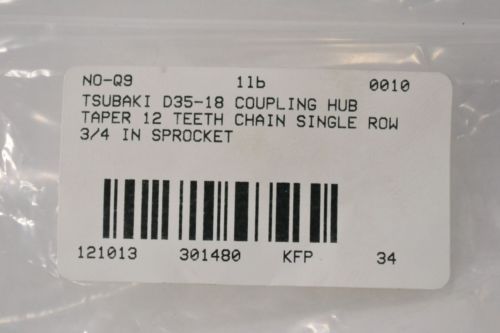 NO-Q9 1lb 0010
TSUBAKI D35-18 COUPLING HUB
TAPER 12 TEETH CHAIN SINGLE ROW
3/4 IN SPROCKET
121013 301480 KFP 34